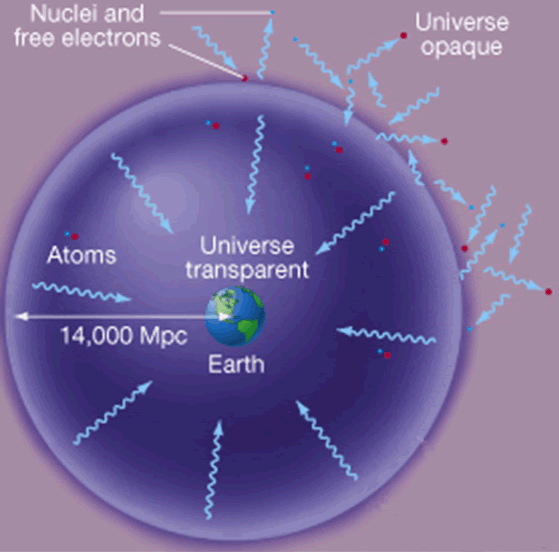 Nuclei and
free electrons
Universe
opaque
Atoms
Universe
transparent
14,000 Mpc
Earth